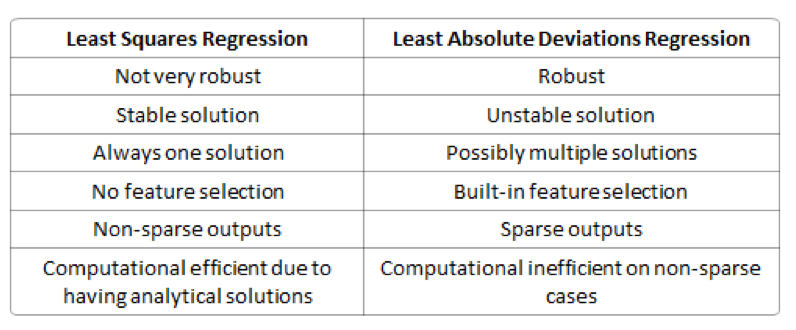 Least Squares Regression Least Absolute Deviations Regression
Not very robust Robust
Stable solution Unstable solution
Always one solution Possibly multiple solutions
No feature selection Built-in feature selection
Non-sparse outputs Sparse outputs
Computational efficient due to having analytical solutions Computational inefficient on non-sparse cases